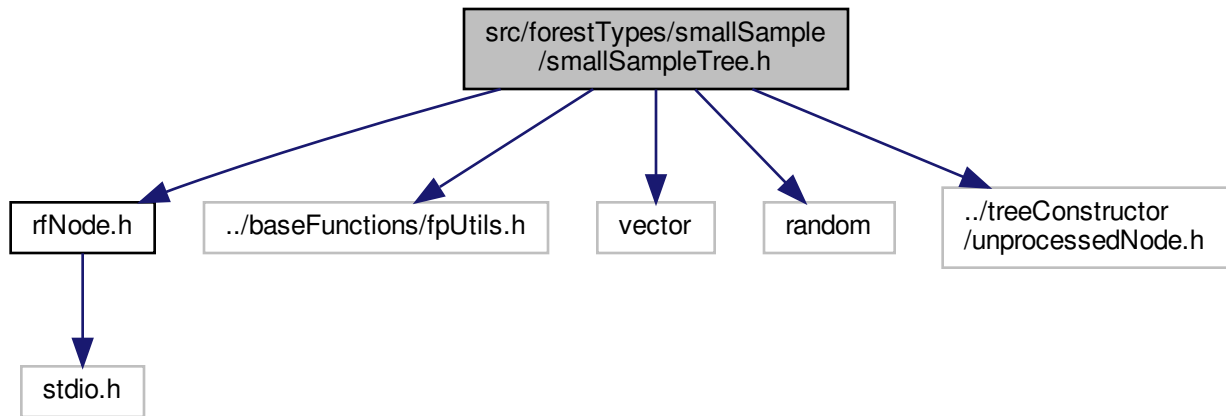 src/forestTypes/smallSample
/smallSampleTree.h
rfNode.h
../baseFunctions/fpUtils.h
vector
random
../treeConstructor
/unprocessedNode.h
stdio.h